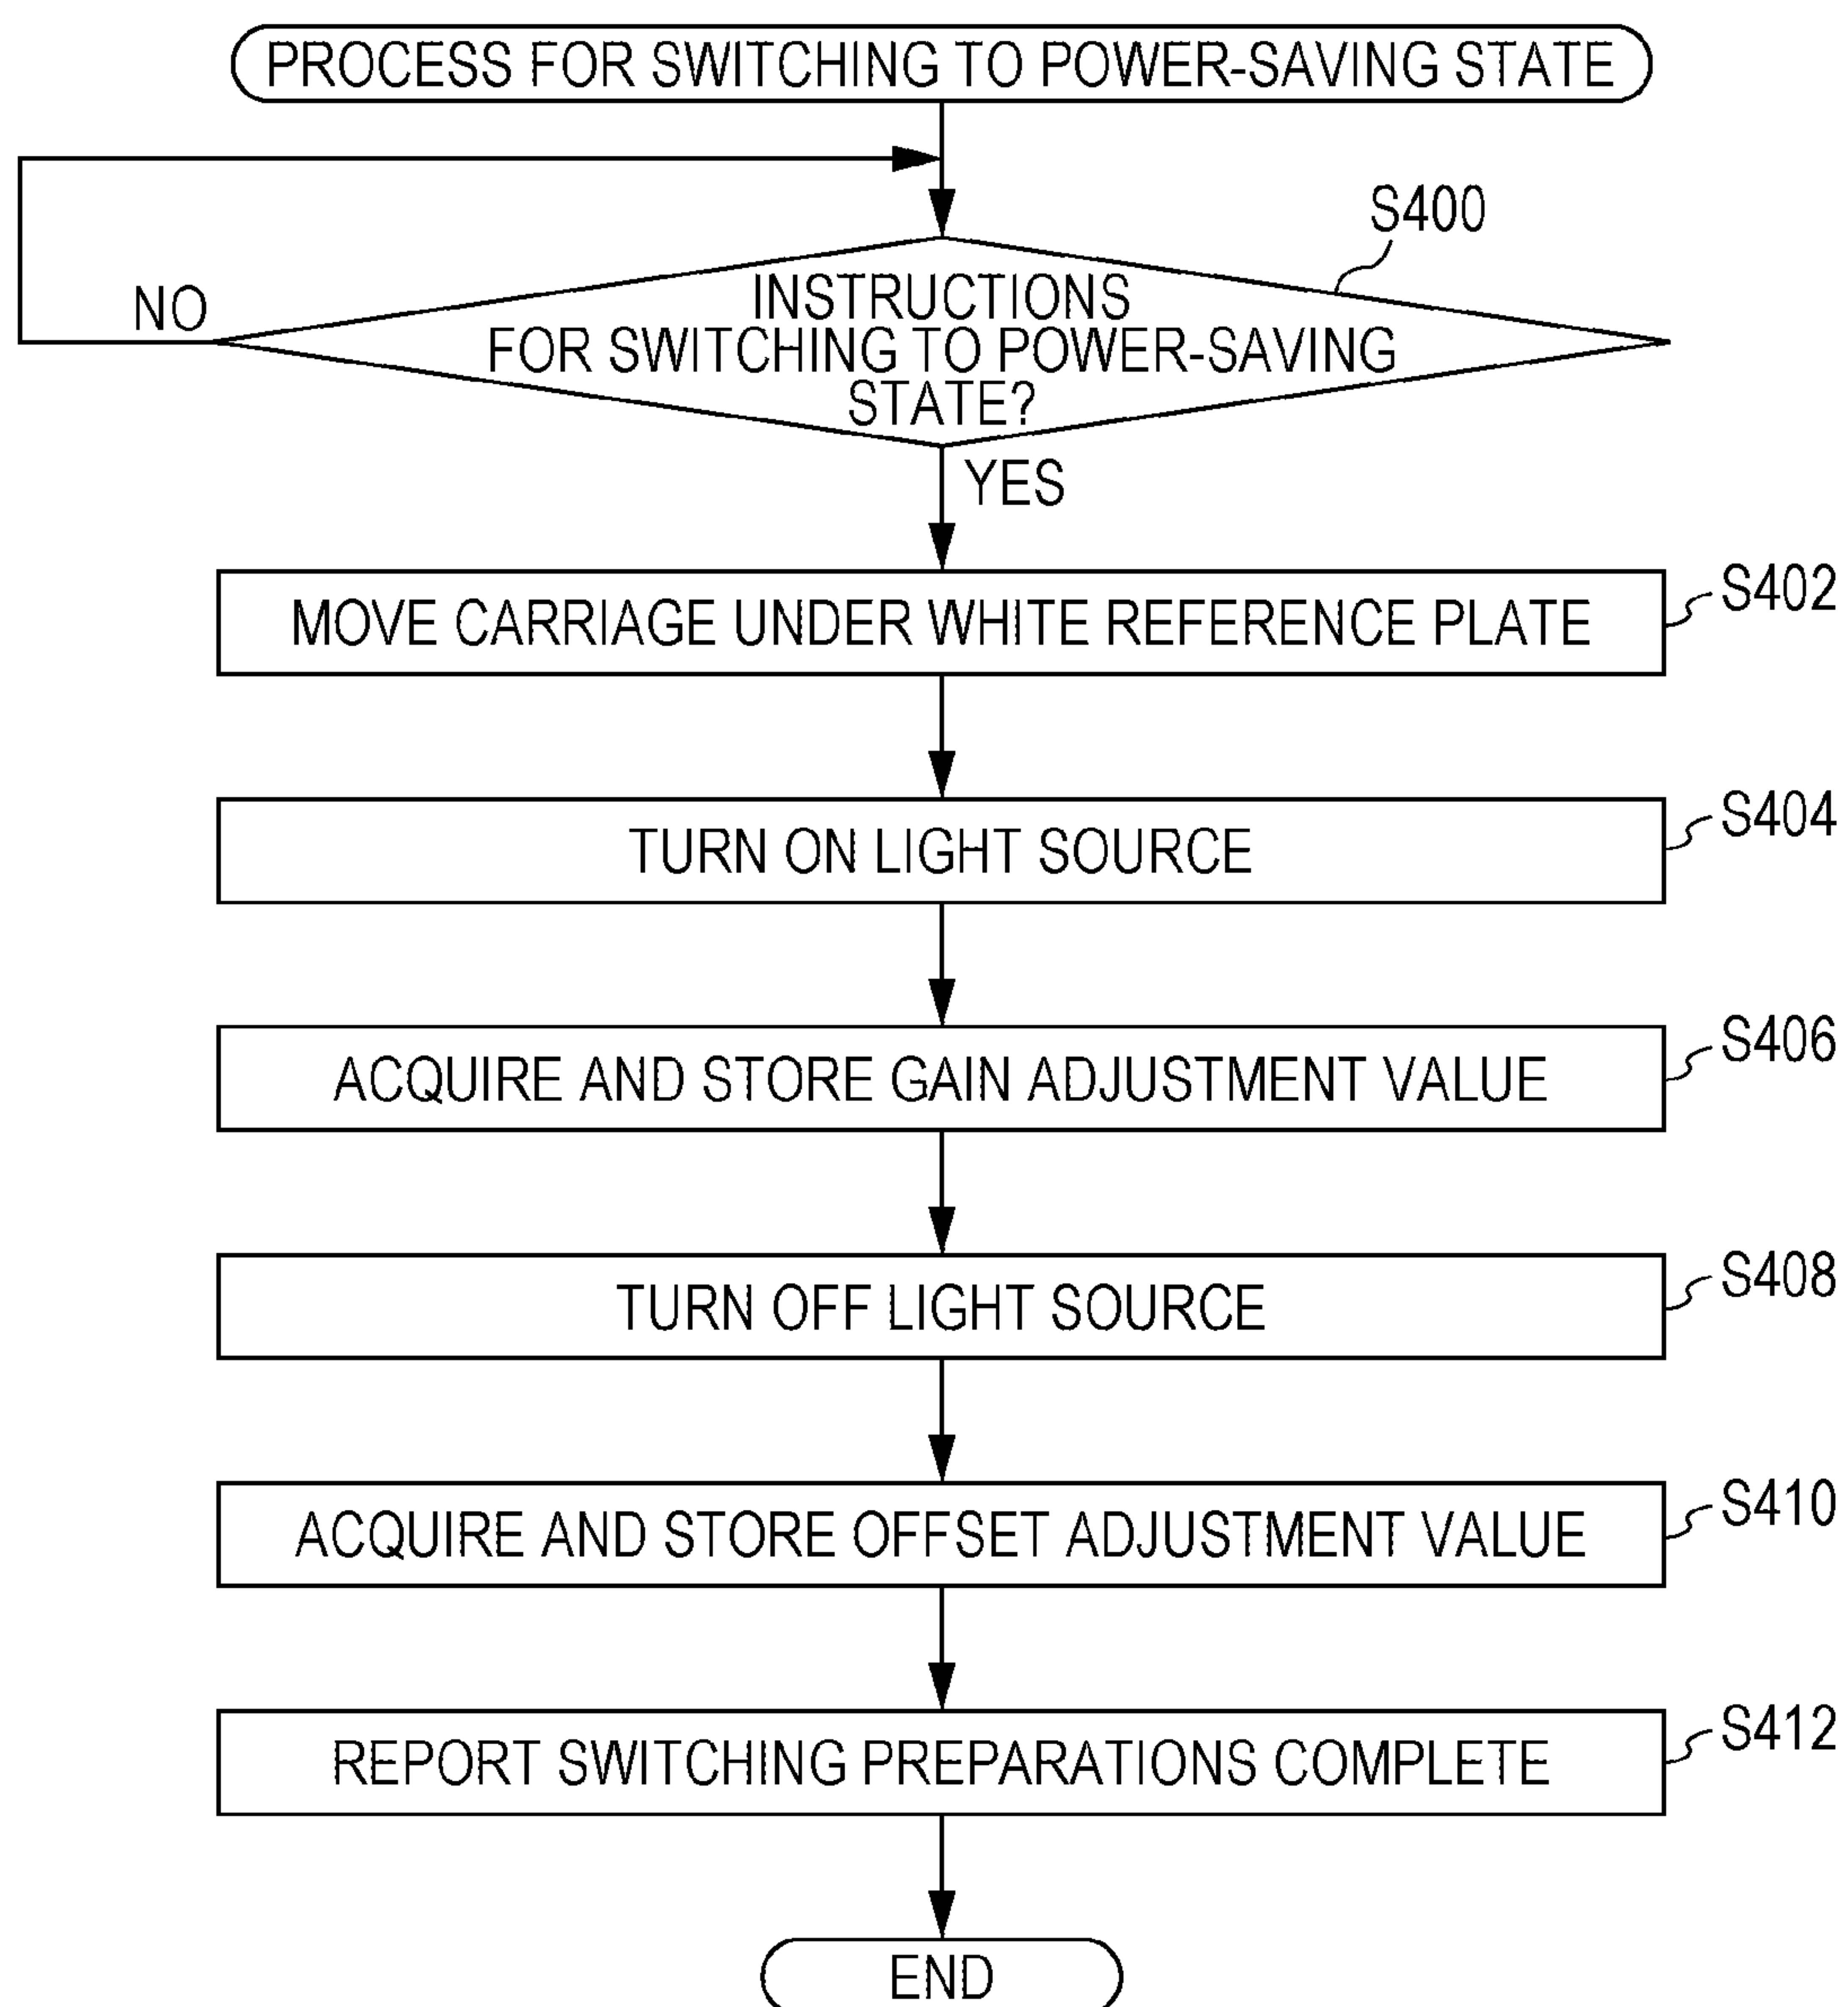 PROCESS FOR SWITCHING TO POWER-SAVING STATE
S400
INSTRUCTIONS
FOR SWITCHING TO POWER-SAVING
STATE?
NO
YES
MOVE CARRIAGE UNDER WHITE REFERENCE PLATE
S402
TURN ON LIGHT SOURCE
S404
ACQUIRE AND STORE GAIN ADJUSTMENT VALUE
S406
TURN OFF LIGHT SOURCE
S408
ACQUIRE AND STORE OFFSET ADJUSTMENT VALUE
S410
REPORT SWITCHING PREPARATIONS COMPLETE
S412
END